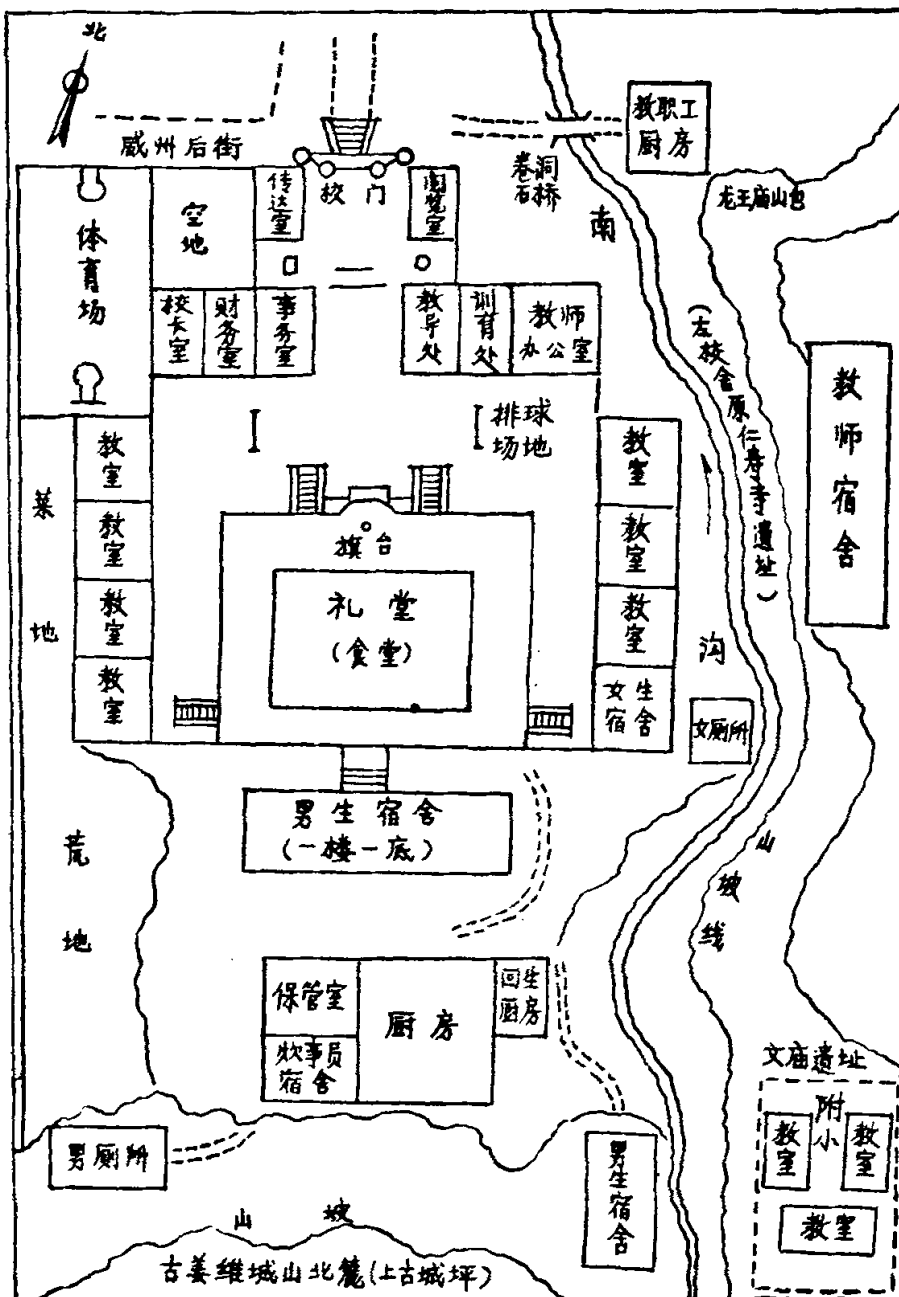 北
威州后街
教职工
厨房
卷洞
石桥
龙王庙山包
南
沟
体育场
空地
传达室
校门
阅览室
校长室
财务室
事务室
教导处
训育处
教师
办公室
(左校舍原仁寿寺遗址)
教师宿舍
排球
场地
菜地
教室
教室
教室
教室
旗台
礼堂
(食堂)
教室
教室
教室
女生
宿舍
女厕所
男生宿舍
(一楼一底)
荒地
山坡线
保管室
炊事员
宿舍
厨房
回生
厨房
文庙遗址
附小
教室
教室
教室
男厕所
男生宿舍
山坡
古姜维城山北麓(上古城坪)